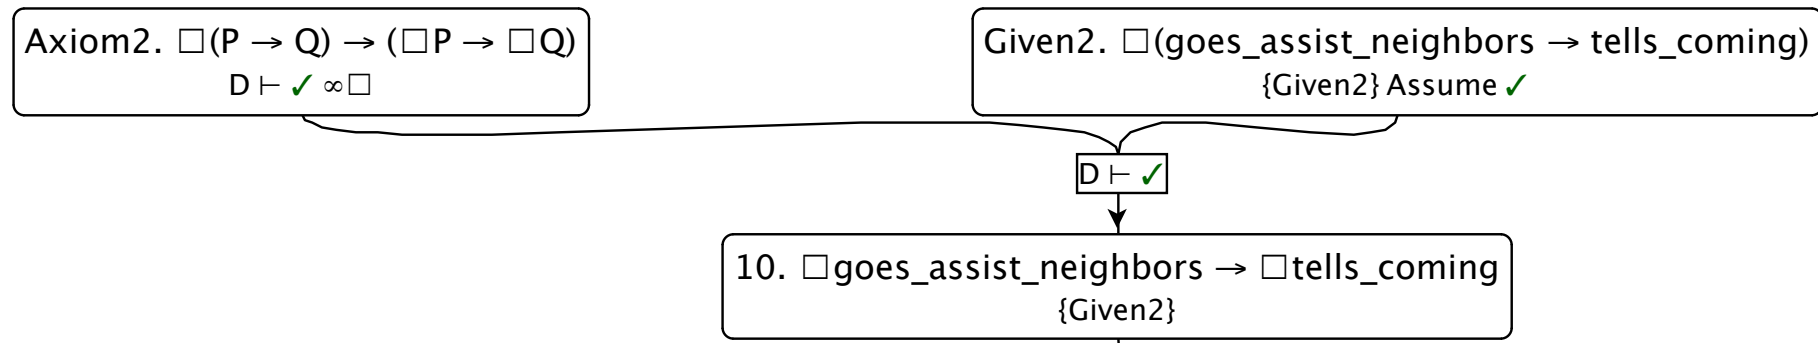 Axiom2. □(P → Q) → (□P → □Q)
D ⊢ ✓ ∞□
Given2. □(goes_assist_neighbors → tells_coming)
{Given2} Assume ✓
D ⊢ ✓
10. □goes_assist_neighbors → □tells_coming
{Given2}